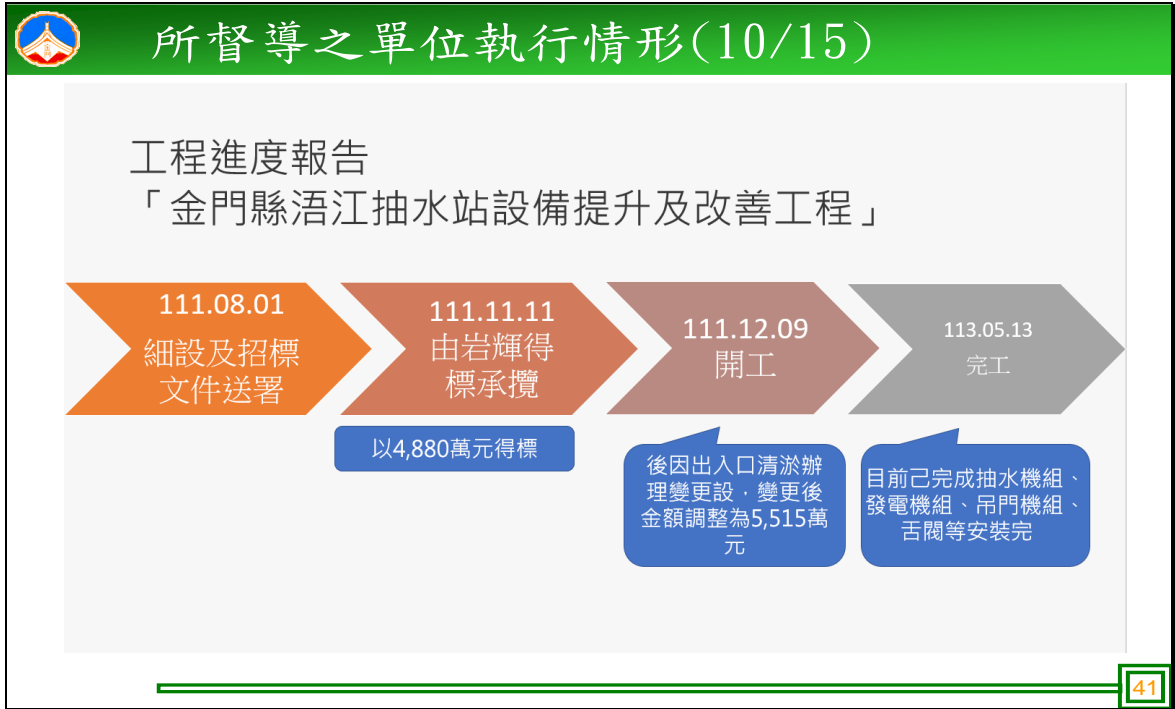 所督導之單位執行情形(10/15)
工程進度報告
「金門縣浯江抽水站設備提升及改善工程」
111.08.01
細設及招標
文件送署
111.11.11
由岩輝得
標承攬
111.12.09
開工
113.05.13
完工
以4,880萬元得標
後因出入口清淤辦
理變更設，變更後
金額調整為5,515萬
元
目前己完成抽水機組、
發電機組、吊門機組、
舌閥等安裝完
41